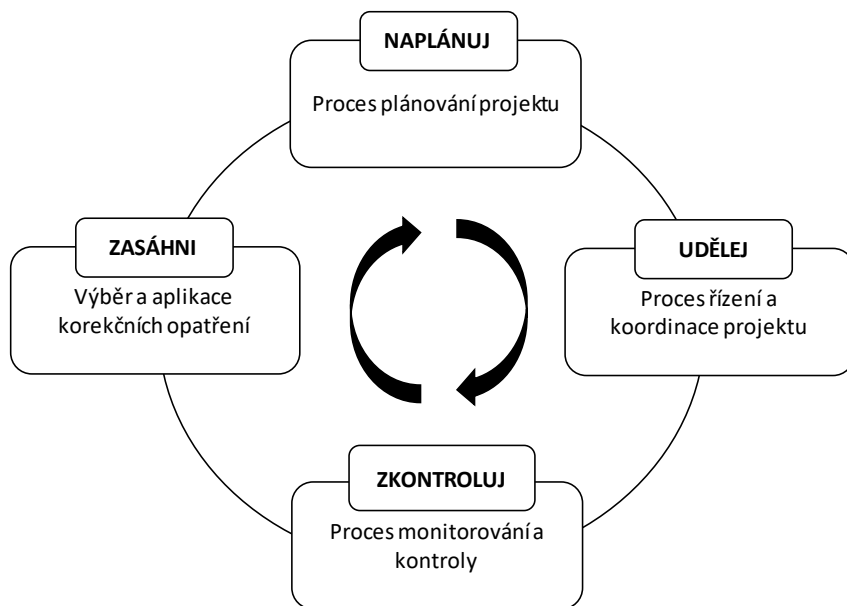 NAPLÁNUJ
Proces plánování projektu
ZASÁHNI
Výběr a aplikace
korekčních opatření
UDĚLEJ
Proces řízení a
koordinace projektu
ZKONTROLUJ
Proces monitorování a
kontroly